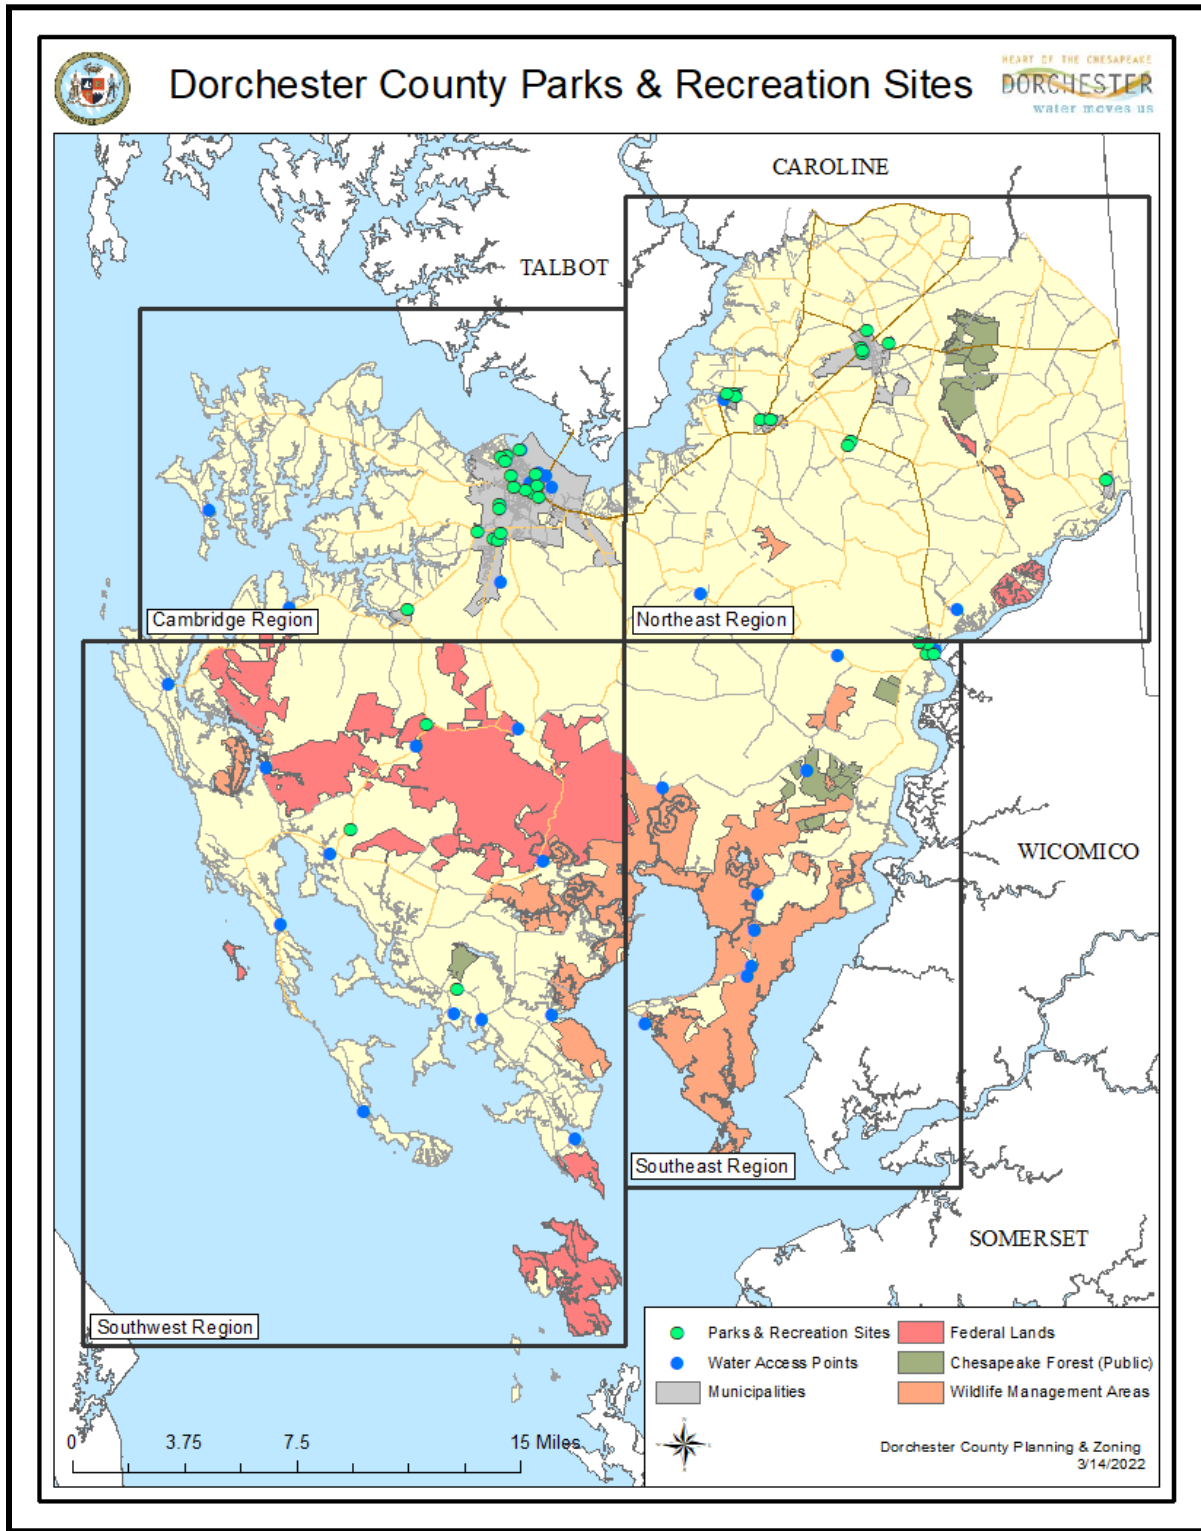 Dorchester County Parks & Recreation Sites
HEART OF THE CHESAPEAKE
DORCHESTER
water moves us
CAROLINE
TALBOT
Cambridge Region
Northeast Region
WICOMICO
Southeast Region
SOMERSET
Southwest Region
Parks & Recreation Sites
Federal Lands
Water Access Points
Chesapeake Forest (Public)
Municipalities
Wildlife Management Areas
0 3.75 7.5 15 Miles
Dorchester County Planning & Zoning
3/14/2022